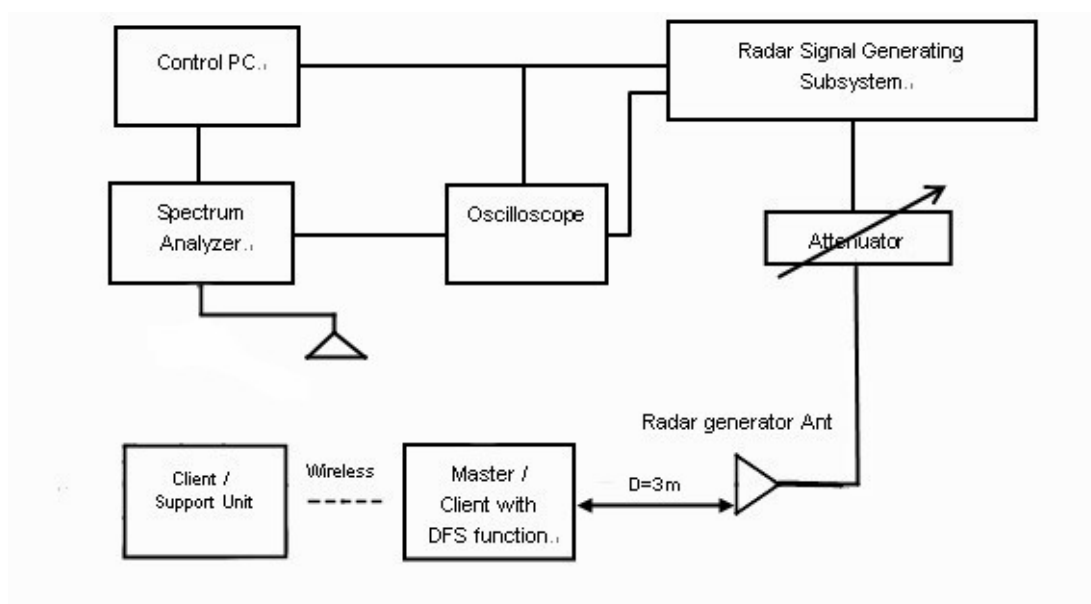 Control PC.
Radar Signal Generating
Subsystem.
Spectrum
Analyzer.
Oscilloscope
Attenuator
Radar generator Ant
Client /
Support Unit
Wireless
Master /
Client with
DFS function.
D=3m